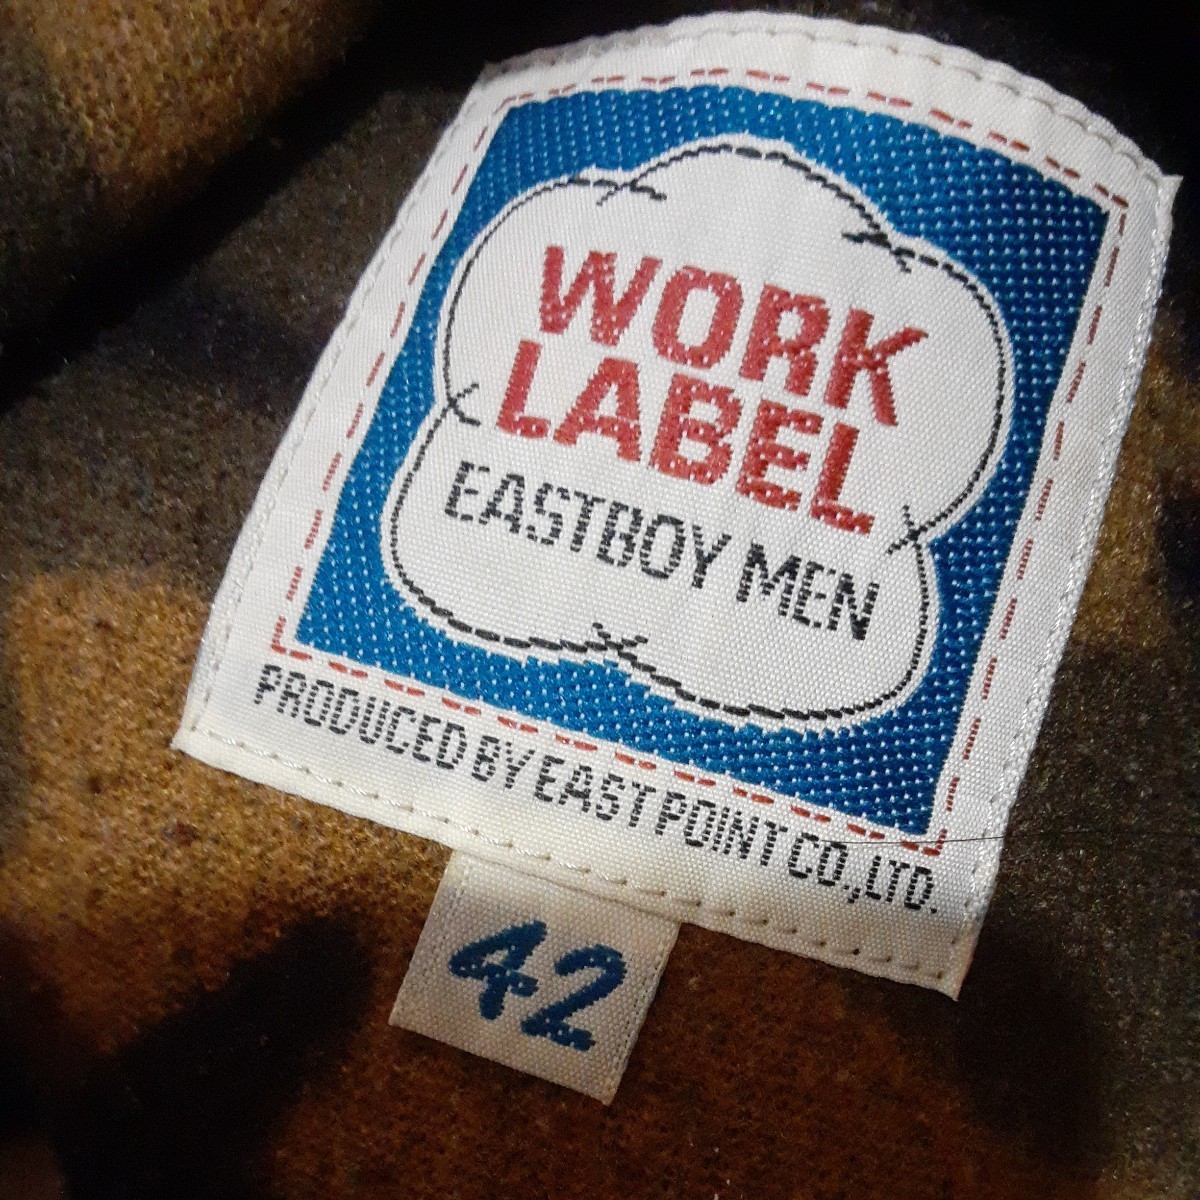 WORK
LABEL
EASTBOY MEN
PRODUCED BY EAST POINT CO.,LTD.
42